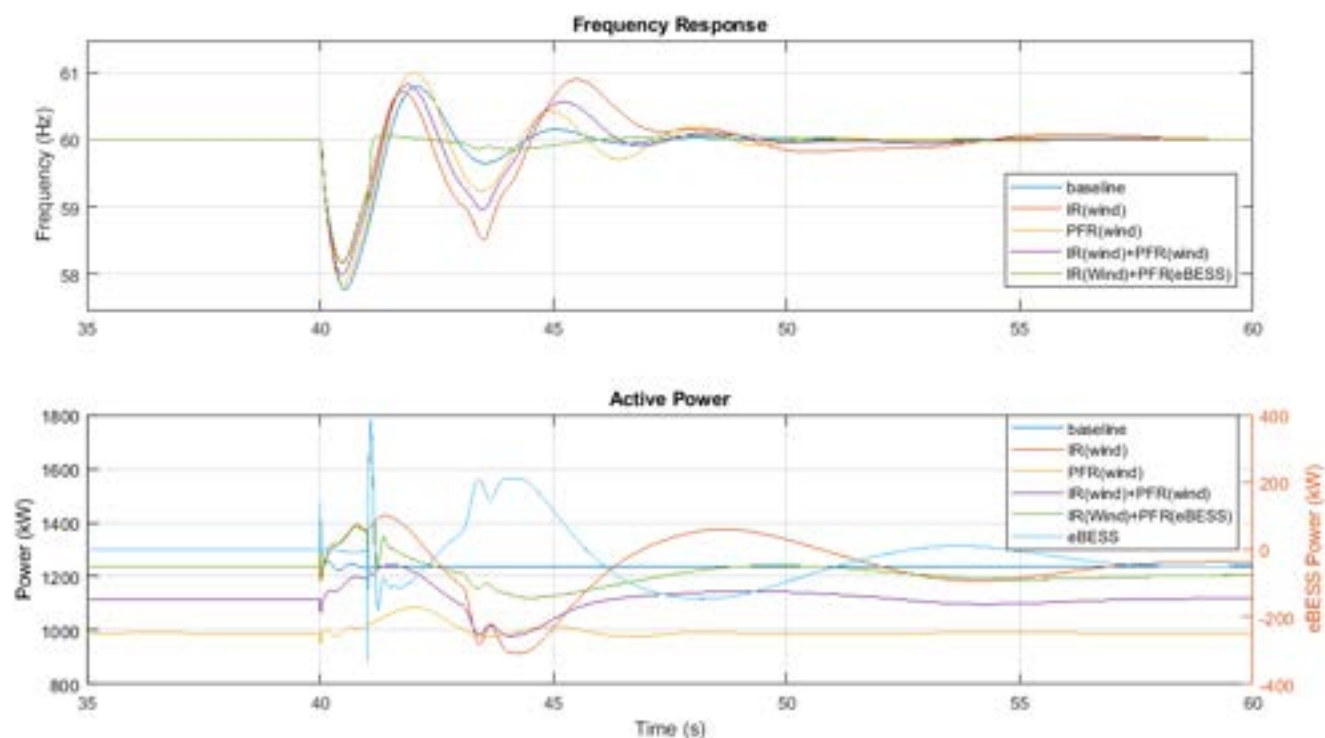 Frequency Response
Frequency (Hz)
61
60
59
58
35 40 45 50 55 60
baseline
IR(wind)
PFR(wind)
IR(wind)+PFR(wind)
IR(Wind)+PFR(eBESS)
Active Power
Power (kW)
1800
1600
1400
1200
1000
800
400
200
0
-200
-400
eBESS Power (kW)
baseline
IR(wind)
PFR(wind)
IR(wind)+PFR(wind)
IR(Wind)+PFR(eBESS)
eBESS
35 40 45 50 55 60
Time (s)